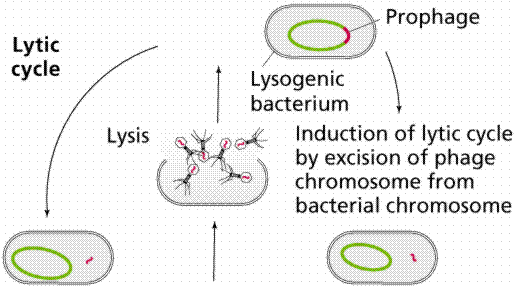 Prophage
Lytic
cycle
Lysogenic
bacterium
Lysis
Induction of lytic cycle
by excision of phage
chromosome from
bacterial chromosome